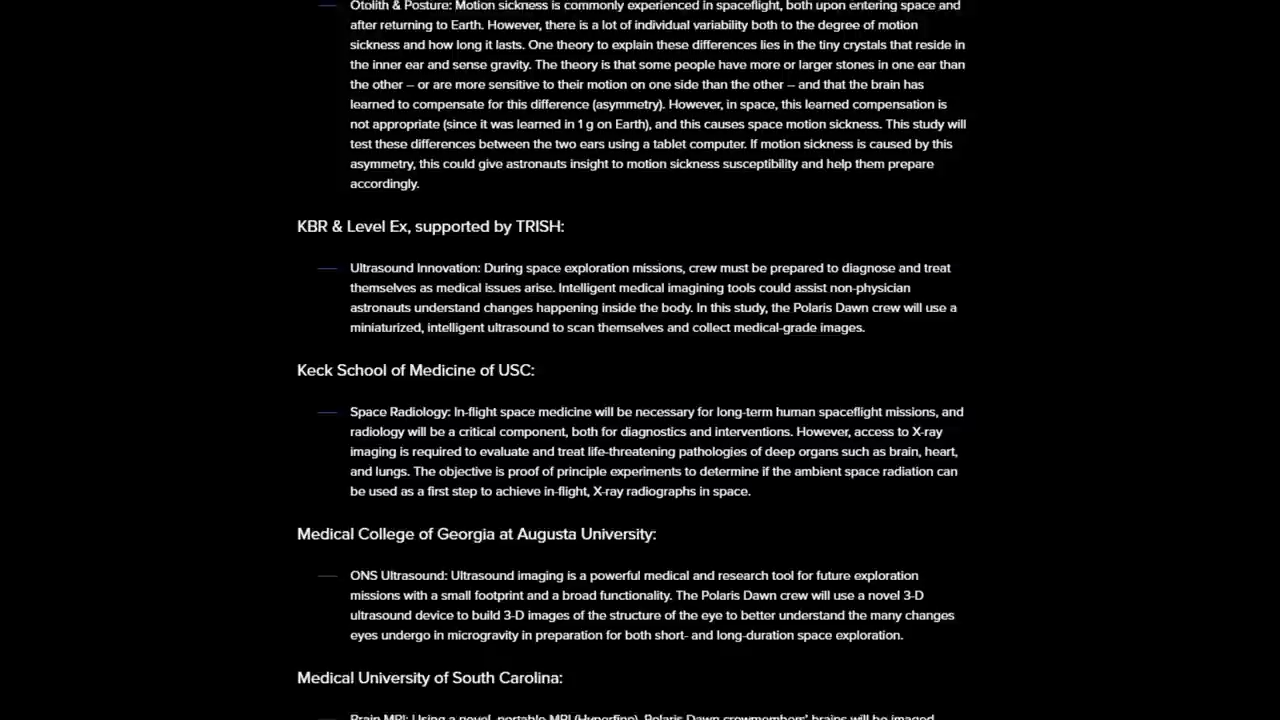 Otolith & Posture: Motion sickness is commonly experienced in spaceflight, both upon entering space and
after returning to Earth. However, there is a lot of individual variability both to the degree of motion
sickness and how long it lasts. One theory to explain these differences lies in the tiny crystals that reside in
the inner ear and sense gravity. The theory is that some people have more or larger stones in one ear than
the other – or are more sensitive to their motion on one side than the other – and that the brain has
learned to compensate for this difference (asymmetry). However, in space, this learned compensation is
not appropriate (since it was learned in 1 g on Earth), and this causes space motion sickness. This study will
test these differences between the two ears using a tablet computer. If motion sickness is caused by this
asymmetry, this could give astronauts insight to motion sickness susceptibility and help them prepare
accordingly.
KBR & Level Ex, supported by TRISH:
Ultrasound Innovation: During space exploration missions, crew must be prepared to diagnose and treat
themselves as medical issues arise. Intelligent medical imagining tools could assist non-physician
astronauts understand changes happening inside the body. In this study, the Polaris Dawn crew will use a
miniaturized, intelligent ultrasound to scan themselves and collect medical-grade images.
Keck School of Medicine of USC:
Space Radiology: In-flight space medicine will be necessary for long-term human spaceflight missions, and
radiology will be a critical component, both for diagnostics and interventions. However, access to X-ray
imaging is required to evaluate and treat life-threatening pathologies of deep organs such as brain, heart,
and lungs. The objective is proof of principle experiments to determine if the ambient space radiation can
be used as a first step to achieve in-flight, X-ray radiographs in space.
Medical College of Georgia at Augusta University:
ONS Ultrasound: Ultrasound imaging is a powerful medical and research tool for future exploration
missions with a small footprint and a broad functionality. The Polaris Dawn crew will use a novel 3-D
ultrasound device to build 3-D images of the structure of the eye to better understand the many changes
eyes undergo in microgravity in preparation for both short- and long-duration space exploration.
Medical University of South Carolina:
Brain MRI: Using a novel, portable MRI (Hyperfine), Polaris Dawn crewmembers' brains will be imaged